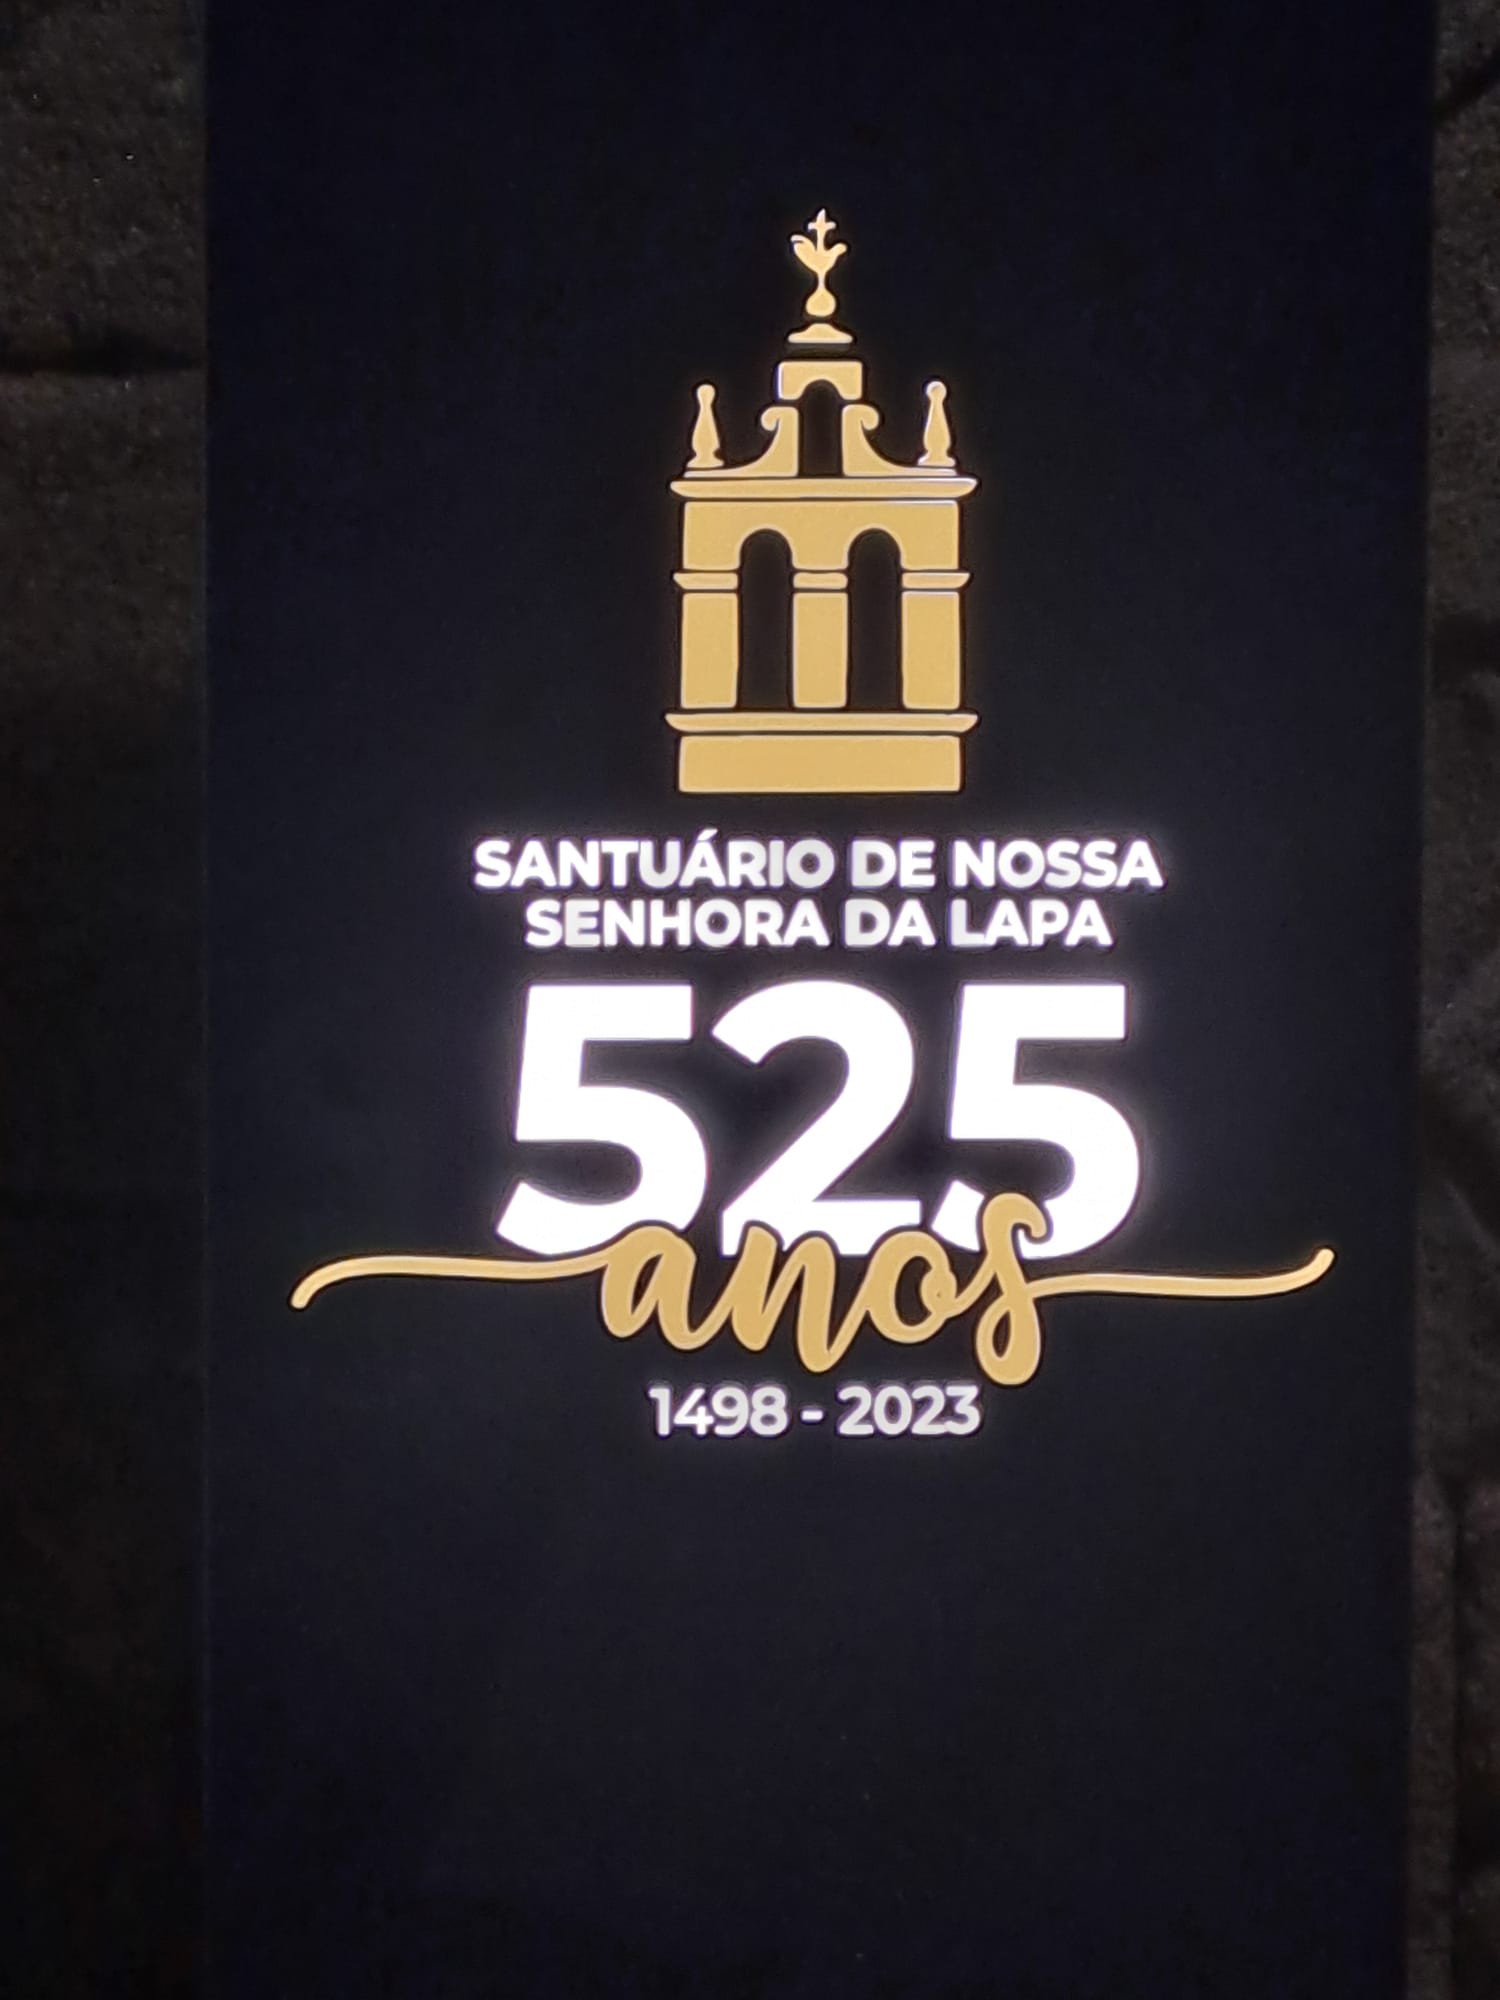 SANTUÁRIO DE NOSSA
SENHORA DA LAPA
525
anos
1498 - 2023